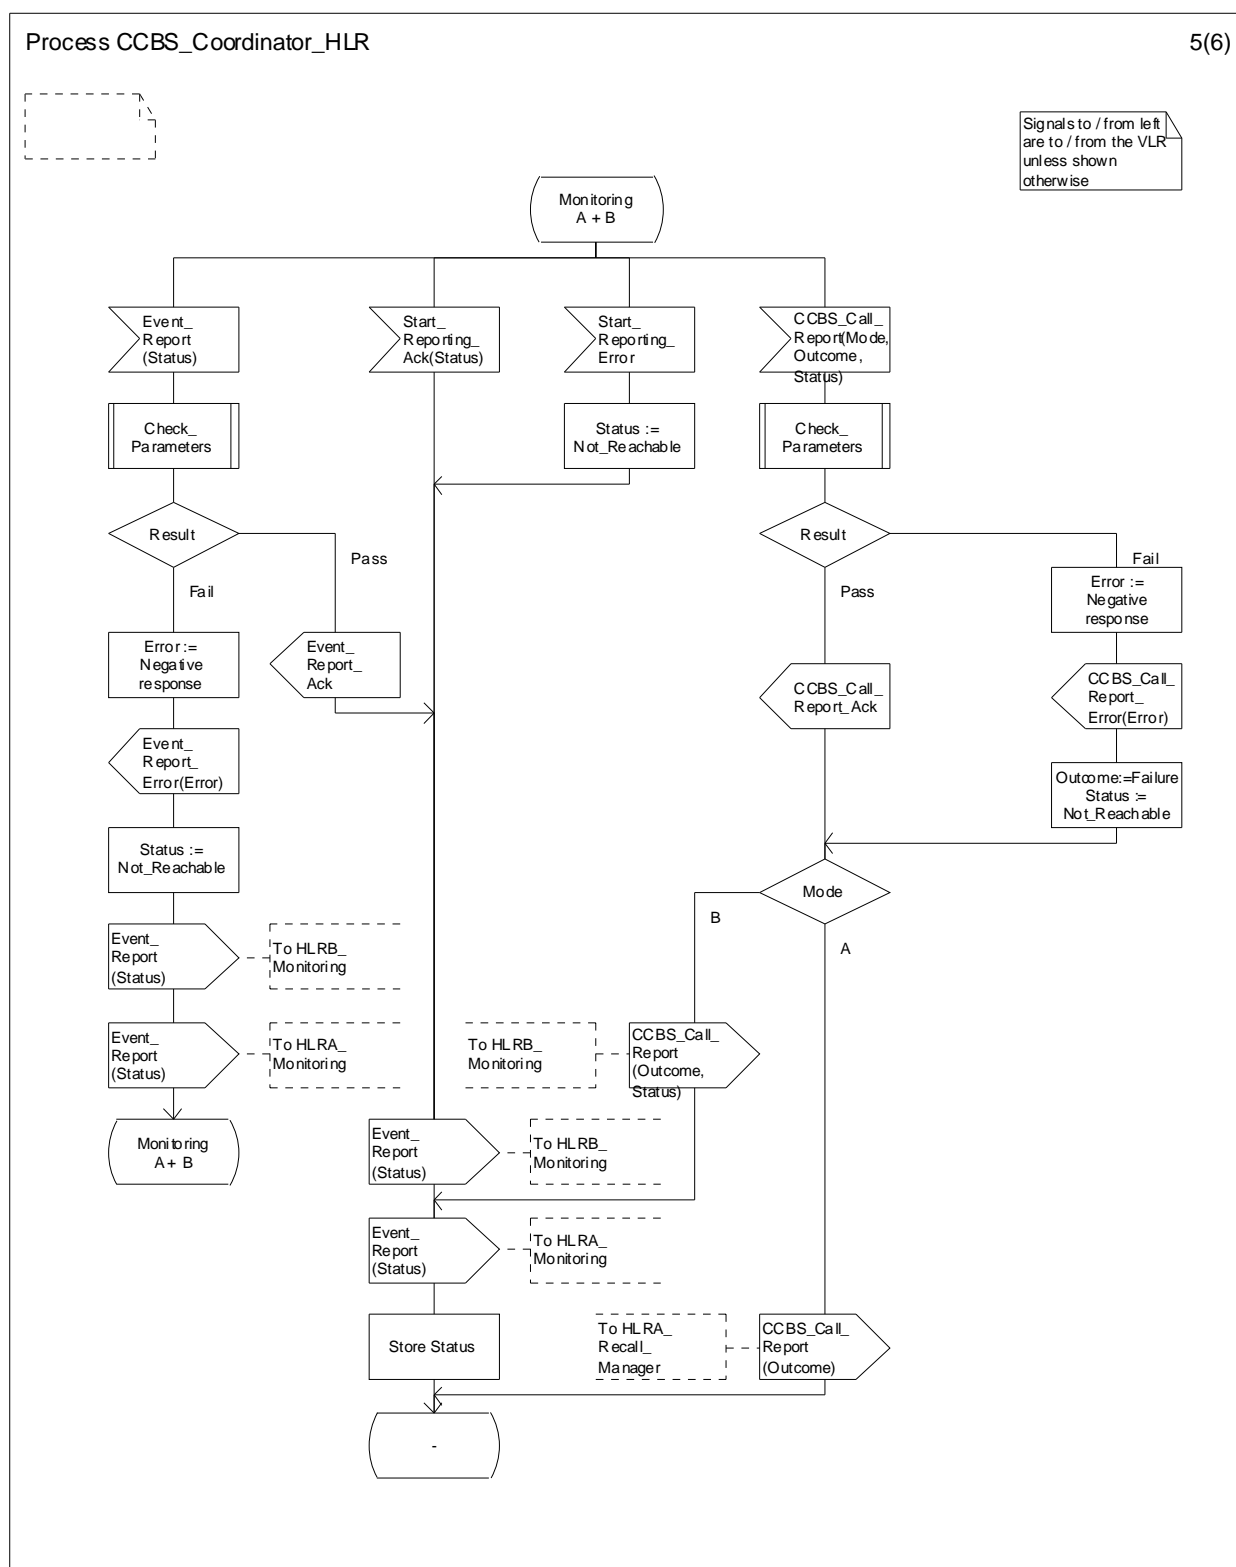 Process CCBS_Coordinator_HLR
5(6)
Signals to / from left
are to / from the VLR
unless shown
otherwise
Monitoring
A + B
Event_
Report
(Status)
Start_
Reporting_
Ack(Status)
Start_
Reporting_
Error
CCBS_Call_
Report(Mode,
Outcome,
Status)
Check_
Parameters
Status :=
Not_Reachable
Check_
Parameters
Result
Pass
Fail
Result
Pass
Fail
Error :=
Negative
response
Event_
Report_
Ack
Error :=
Negative
response
CCBS_Call_
Report_Ack
CCBS_Call_
Report_
Error(Error)
Event_
Report_
Error(Error)
Outcome:=Failure
Status :=
Not_Reachable
Status :=
Not_Reachable
Mode
B
A
Event_
Report
(Status)
To HLRB_
Monitoring
Event_
Report
(Status)
To HLRA_
Monitoring
To HLRB_
Monitoring
CCBS_Call_
Report
(Outcome,
Status)
Monitoring
A + B
Event_
Report
(Status)
To HLRB_
Monitoring
Event_
Report
(Status)
To HLRA_
Monitoring
Store Status
To HLRA_
Recall_
Manager
CCBS_Call_
Report
(Outcome)
-